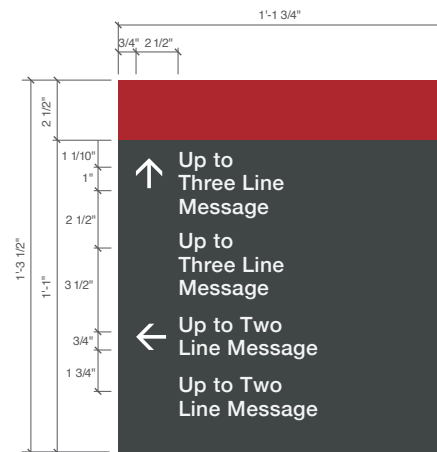 1'-1 3/4"
3/4" 2 1/2"
2 1/2"
1 1/10"
1"
2 1/2"
3 1/2"
3/4"
1 3/4"
1'-3 1/2"
1'-1"
Up to
Three Line
Message
Up to
Three Line
Message
Up to Two
Line Message
Up to Two
Line Message